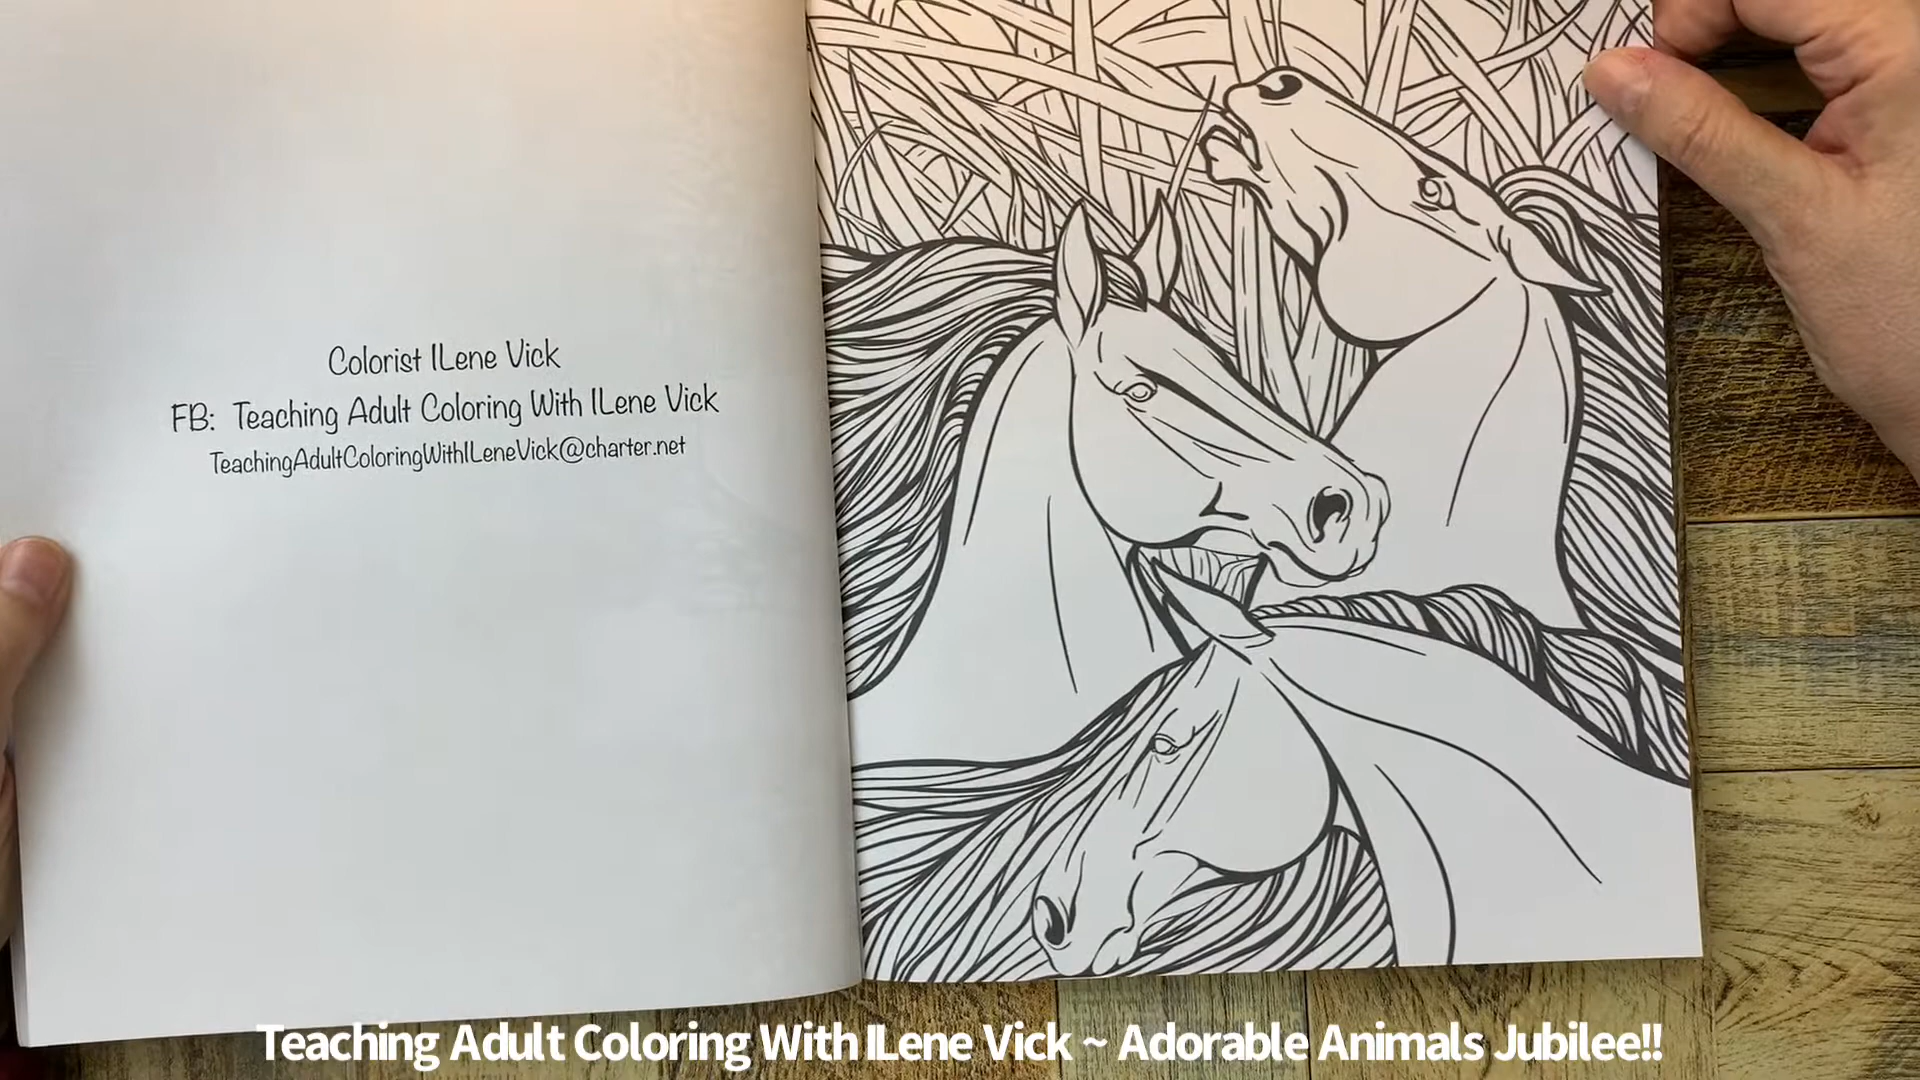 Colorist ILene Vick
FB: Teaching Adult Coloring With ILene Vick
TeachingAdultColoringWithILeneVick@charter.net
Teaching Adult Coloring With ILene Vick ~ Adorable Animals Jubilee!!